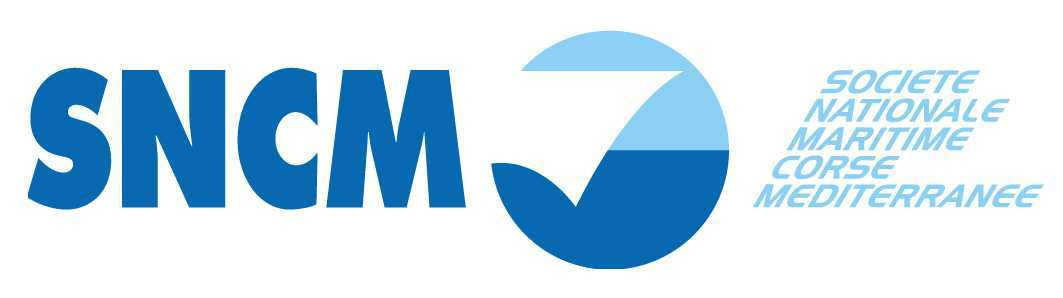 SNCM
SOCIETE
NATIONALE
MARITIME
CORSE
MEDITERRANEE